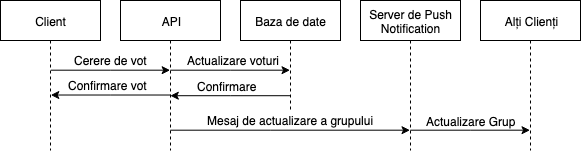 Client
API
Baza de date
Server de Push
Notification
Alți Clienți
Cerere de vot
Actualizare voturi
Confirmare vot
Confirmare
Mesaj de actualizare a grupului
Actualizare Grup